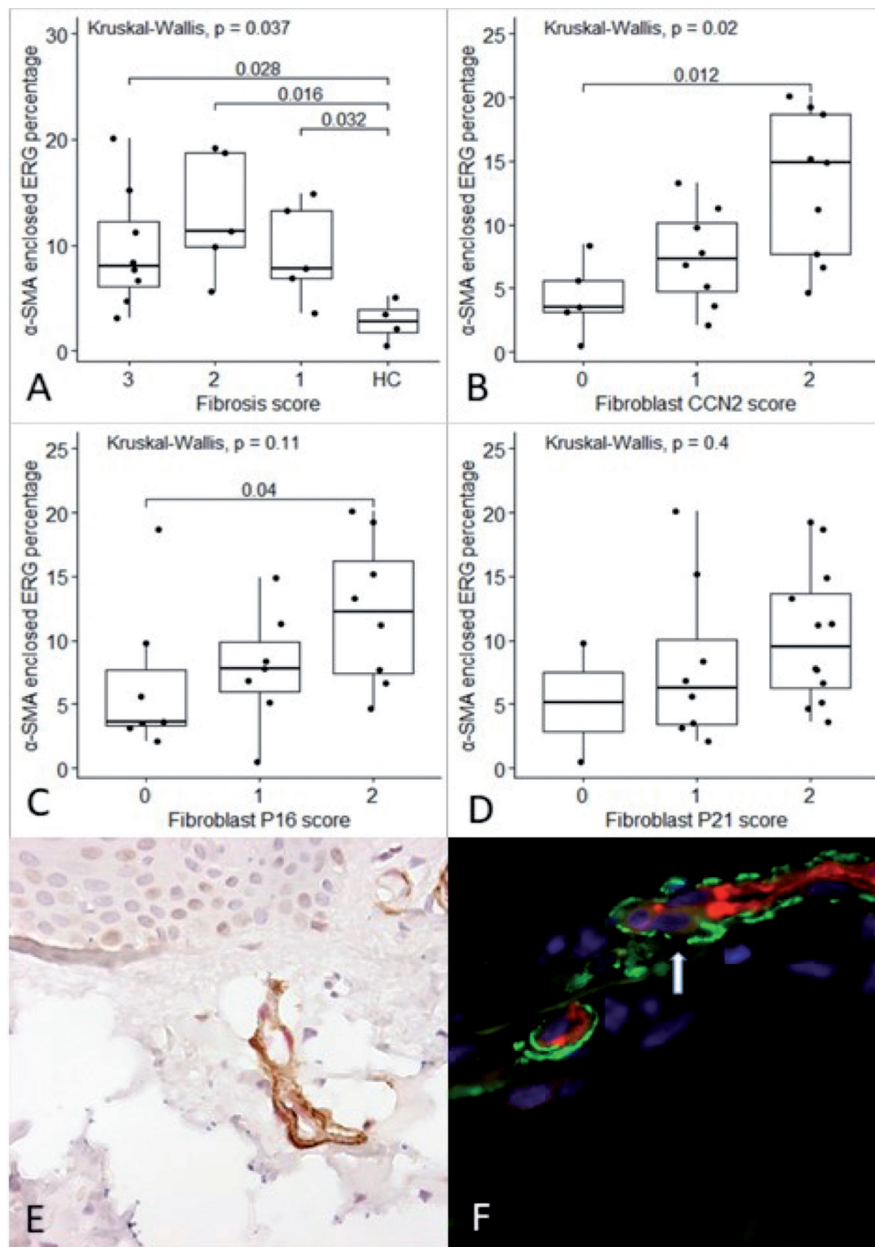 Kruskal-Wallis, p = 0.037
0.028
0.016
0.032
30
20
10
0
α-SMA enclosed ERG percentage
3 2 1 HC
Fibrosis score
A
Kruskal-Wallis, p = 0.02
0.012
25
20
15
10
5
0
α-SMA enclosed ERG percentage
0 1 2
Fibroblast CCN2 score
B
Kruskal-Wallis, p = 0.11
0.04
25
20
15
10
5
0
α-SMA enclosed ERG percentage
0 1 2
Fibroblast P16 score
C
Kruskal-Wallis, p = 0.4
25
20
15
10
5
0
α-SMA enclosed ERG percentage
0 1 2
Fibroblast P21 score
D
E
F